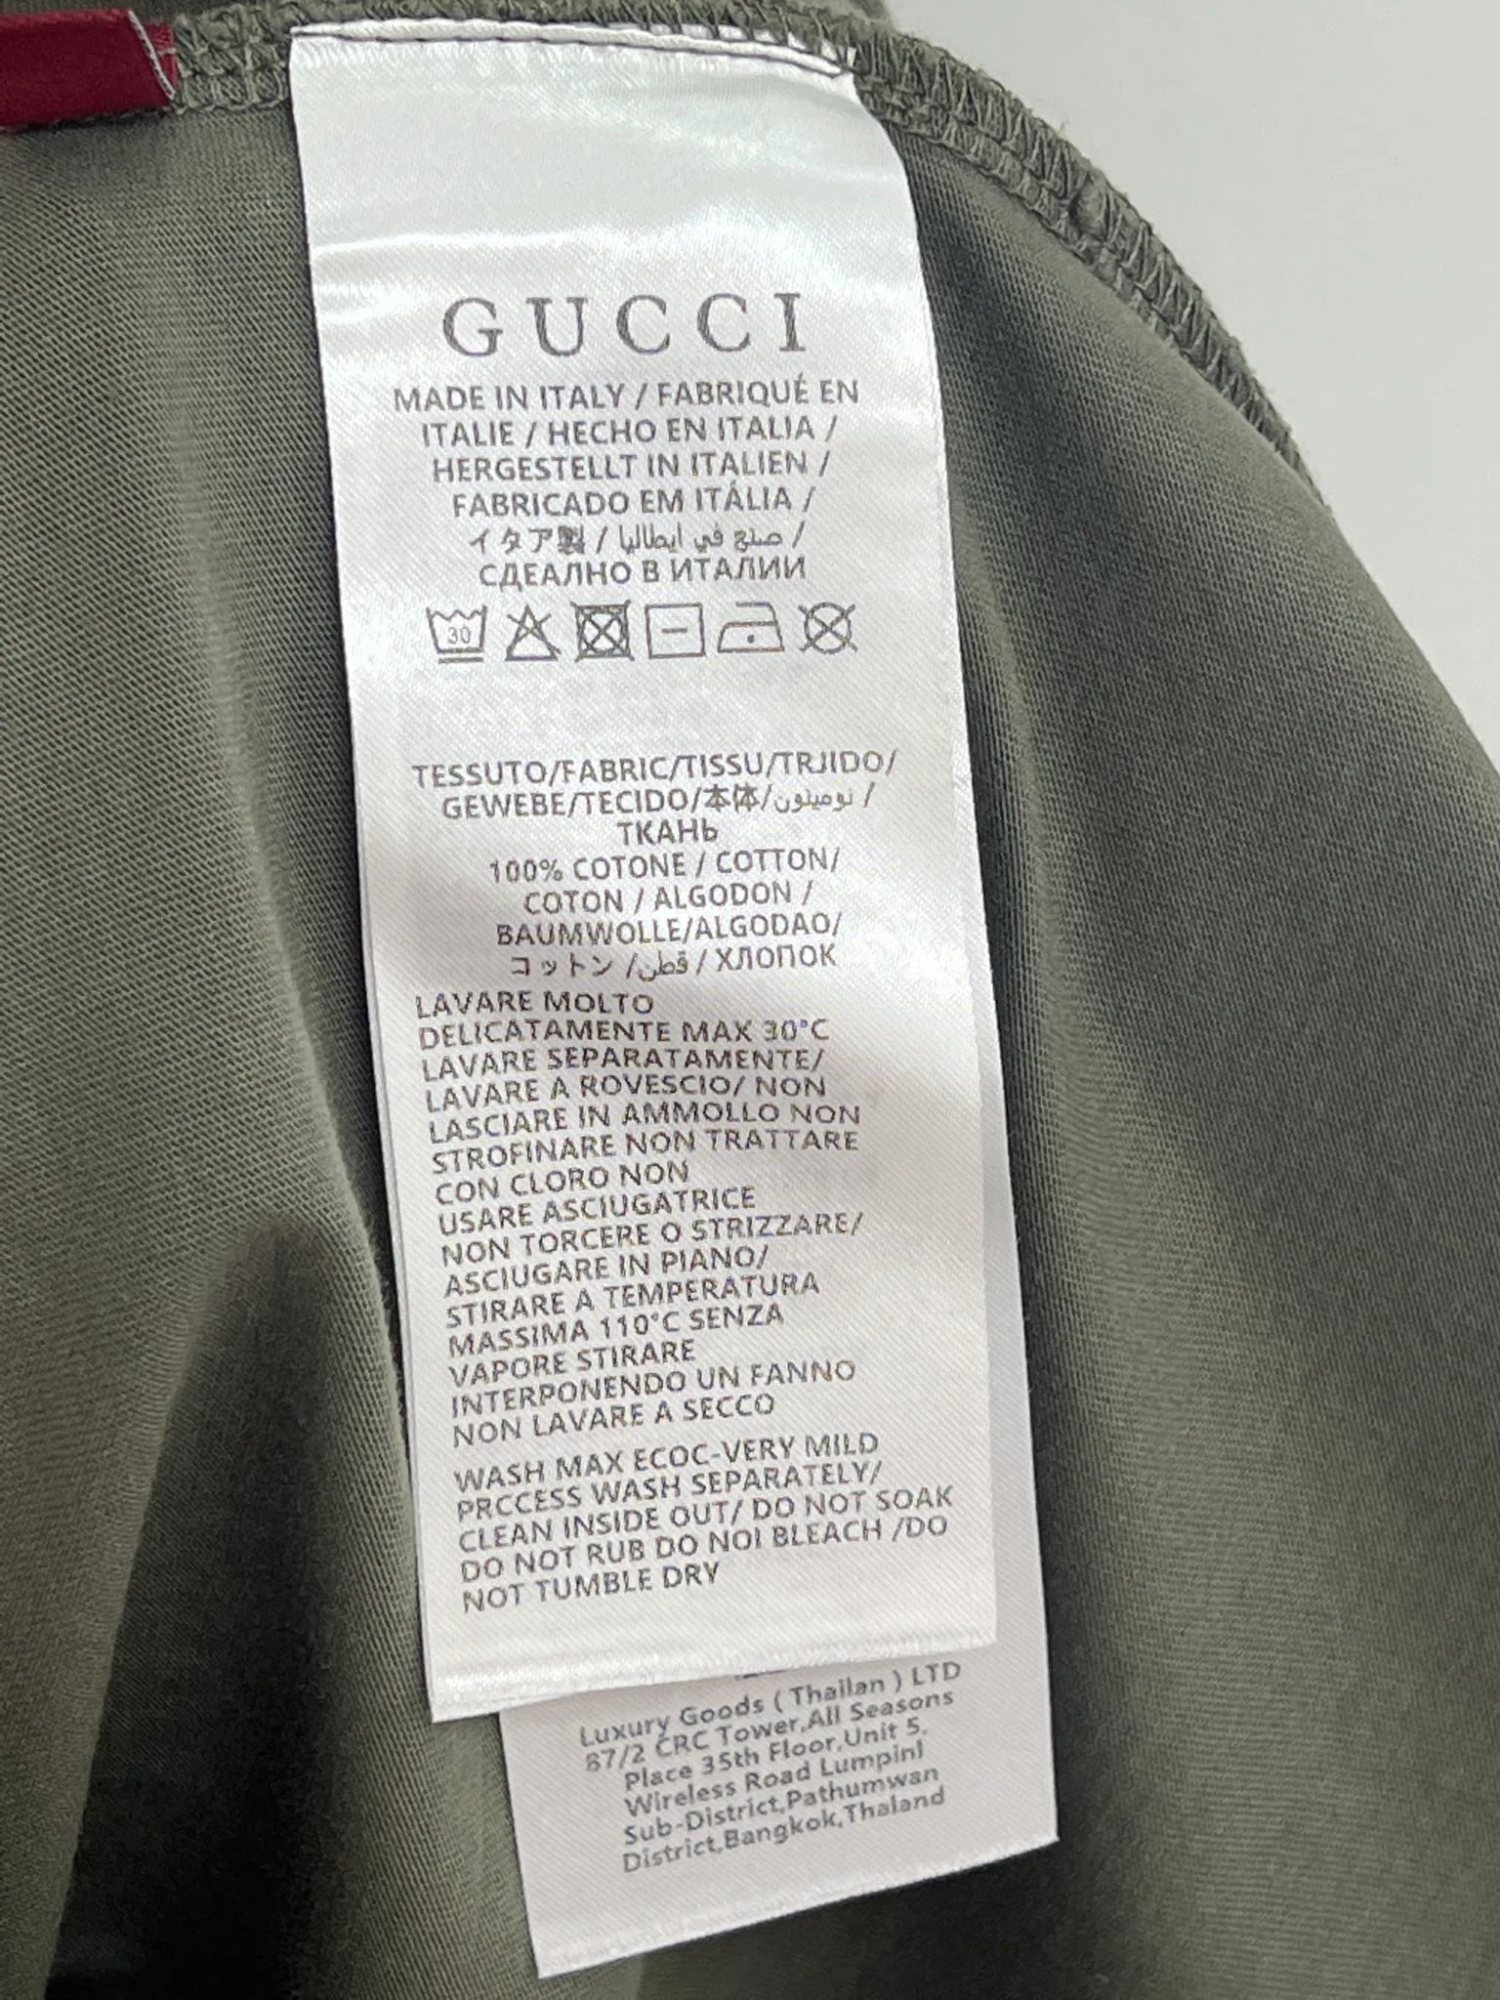 GUCCI
MADE IN ITALY / FABRIQUÉ EN
ITALIE / HECHO EN ITALIA /
HERGESTELLT IN ITALIEN /
FABRICADO EM ITÁLIA /
イタア製 / صنع في ايطاليا /
СДЕАЛНО В ИТАЛИИ
30
TESSUTO/FABRIC/TISSU/TRJIDO/
GEWEBE/TECIDO/本体/نومينون /
ТКАНЬ
100% COTONE / COTTON/
COTON / ALGODON /
BAUMWOLLE/ALGODAO/
コットン /قطن / ХЛОПОК
LAVARE MOLTO
DELICATAMENTE MAX 30°C
LAVARE SEPARATAMENTE/
LAVARE A ROVESCIO/ NON
LASCIARE IN AMMOLLO NON
STROFINARE NON TRATTARE
CON CLORO NON
USARE ASCIUGATRICE
NON TORCERE O STRIZZARE/
ASCIUGARE IN PIANO/
STIRARE A TEMPERATURA
MASSIMA 110°C SENZA
VAPORE STIRARE
INTERPONENDO UN FANNO
NON LAVARE A SECCO
WASH MAX ECOC-VERY MILD
PRCCESS WASH SEPARATELY/
CLEAN INSIDE OUT/ DO NOT SOAK
DO NOT RUB DO NOI BLEACH /DO
NOT TUMBLE DRY
Luxury Goods ( Thailan ) LTD
87/2 CRC Tower,All Seasons
Place 35th Floor,Unit 5.
Wireless Road Lumpinl
Sub-District,Pathumwan
District,Bangkok,Thaland